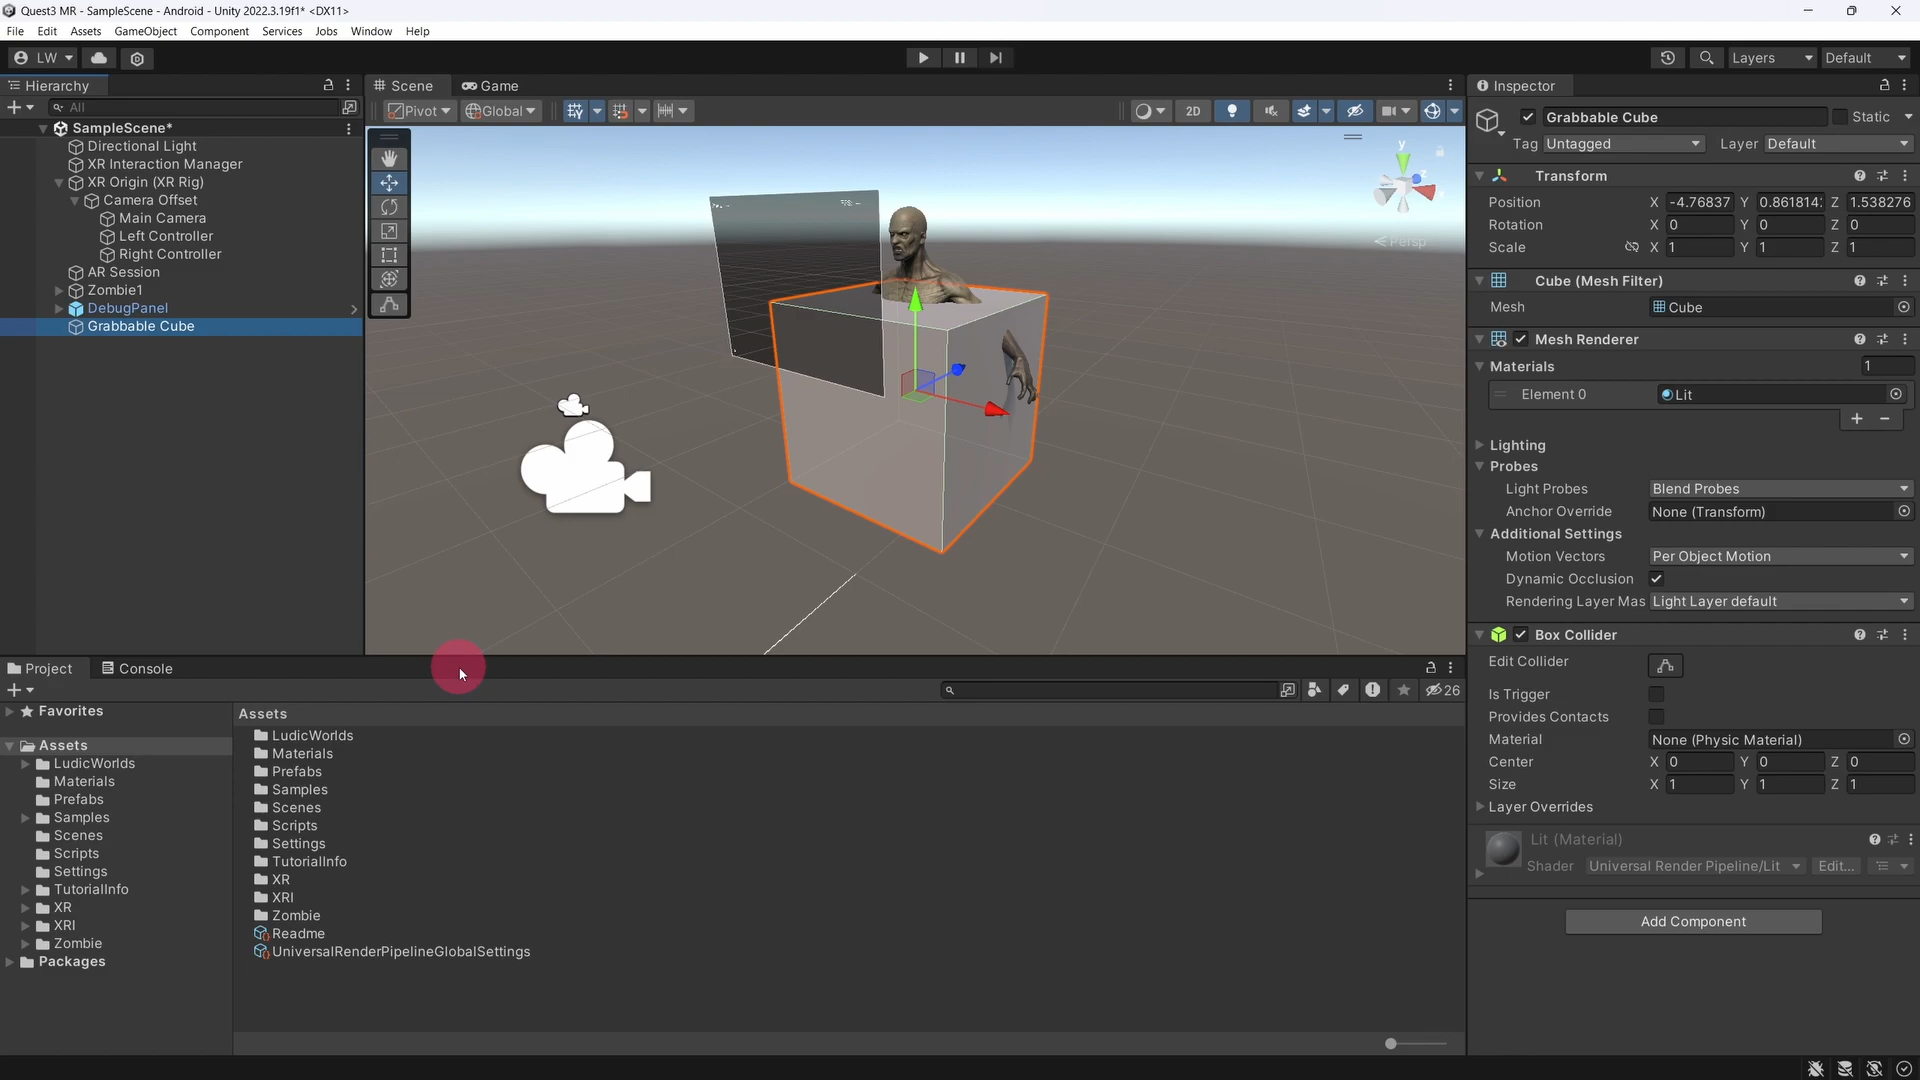 Quest3 MR - SampleScene - Android - Unity 2022.3.19f1* <DX11>
File Edit Assets GameObject Component Services Jobs Window Help
LW Layers Default
Hierarchy
All
SampleScene*
Directional Light
XR Interaction Manager
XR Origin (XR Rig)
Camera Offset
Main Camera
Left Controller
Right Controller
AR Session
Zombie1
DebugPanel
Grabbable Cube
Scene Game
Pivot Global 2D
y
Persp
Inspector
Grabbable Cube Static
Tag Untagged Layer Default
Transform
Position X -4.76837 Y 0.861814: Z 1.538276
Rotation X 0 Y 0 Z 0
Scale X 1 Y 1 Z 1
Cube (Mesh Filter)
Mesh Cube
Mesh Renderer
Materials 1
Element 0 Lit
Lighting
Probes
Light Probes Blend Probes
Anchor Override None (Transform)
Additional Settings
Motion Vectors Per Object Motion
Dynamic Occlusion
Rendering Layer Mas Light Layer default
Box Collider
Edit Collider
Is Trigger
Provides Contacts
Material None (Physic Material)
Center X 0 Y 0 Z 0
Size X 1 Y 1 Z 1
Layer Overrides
Lit (Material)
Shader Universal Render Pipeline/Lit Edit...
Add Component
Project Console
26
Favorites
Assets
LudicWorlds
Materials
Prefabs
Samples
Scenes
Scripts
Settings
TutorialInfo
XR
XRI
Zombie
Packages
Assets
LudicWorlds
Materials
Prefabs
Samples
Scenes
Scripts
Settings
TutorialInfo
XR
XRI
Zombie
Readme
UniversalRenderPipelineGlobalSettings